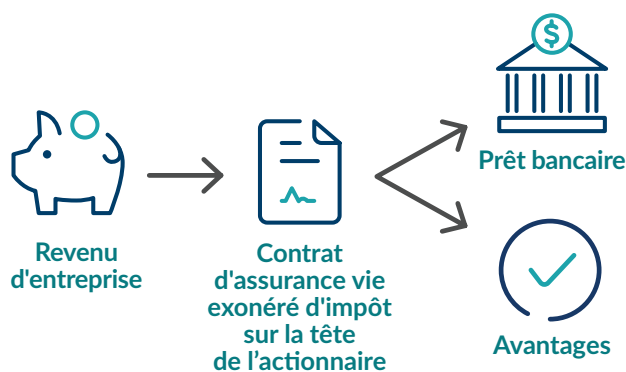 $
Prêt bancaire
Revenu
d'entreprise
Contrat
d'assurance vie
exonéré d'impôt
sur la tête
de l’actionnaire
Avantages